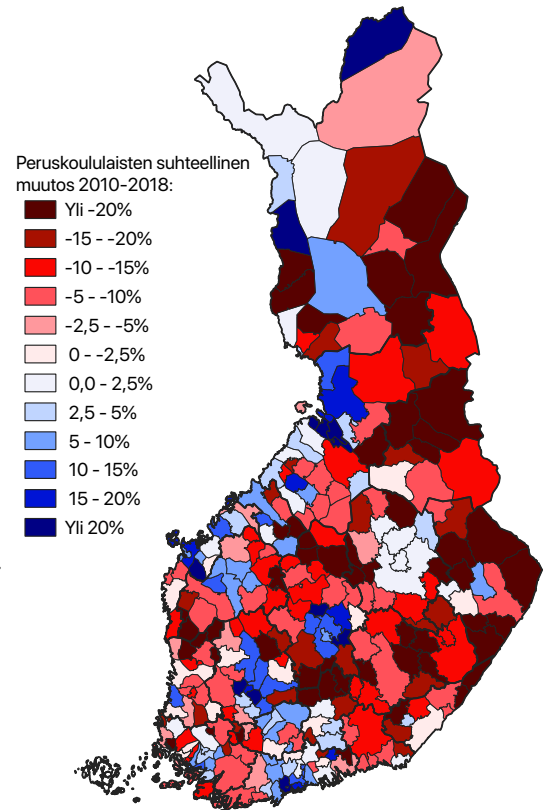 Peruskoululaisten suhteellinen
muutos 2010-2018:
Yli -20%
-15 - -20%
-10 - -15%
-5 - -10%
-2,5 - -5%
0 - -2,5%
0,0 - 2,5%
2,5 - 5%
5 - 10%
10 - 15%
15 - 20%
Yli 20%